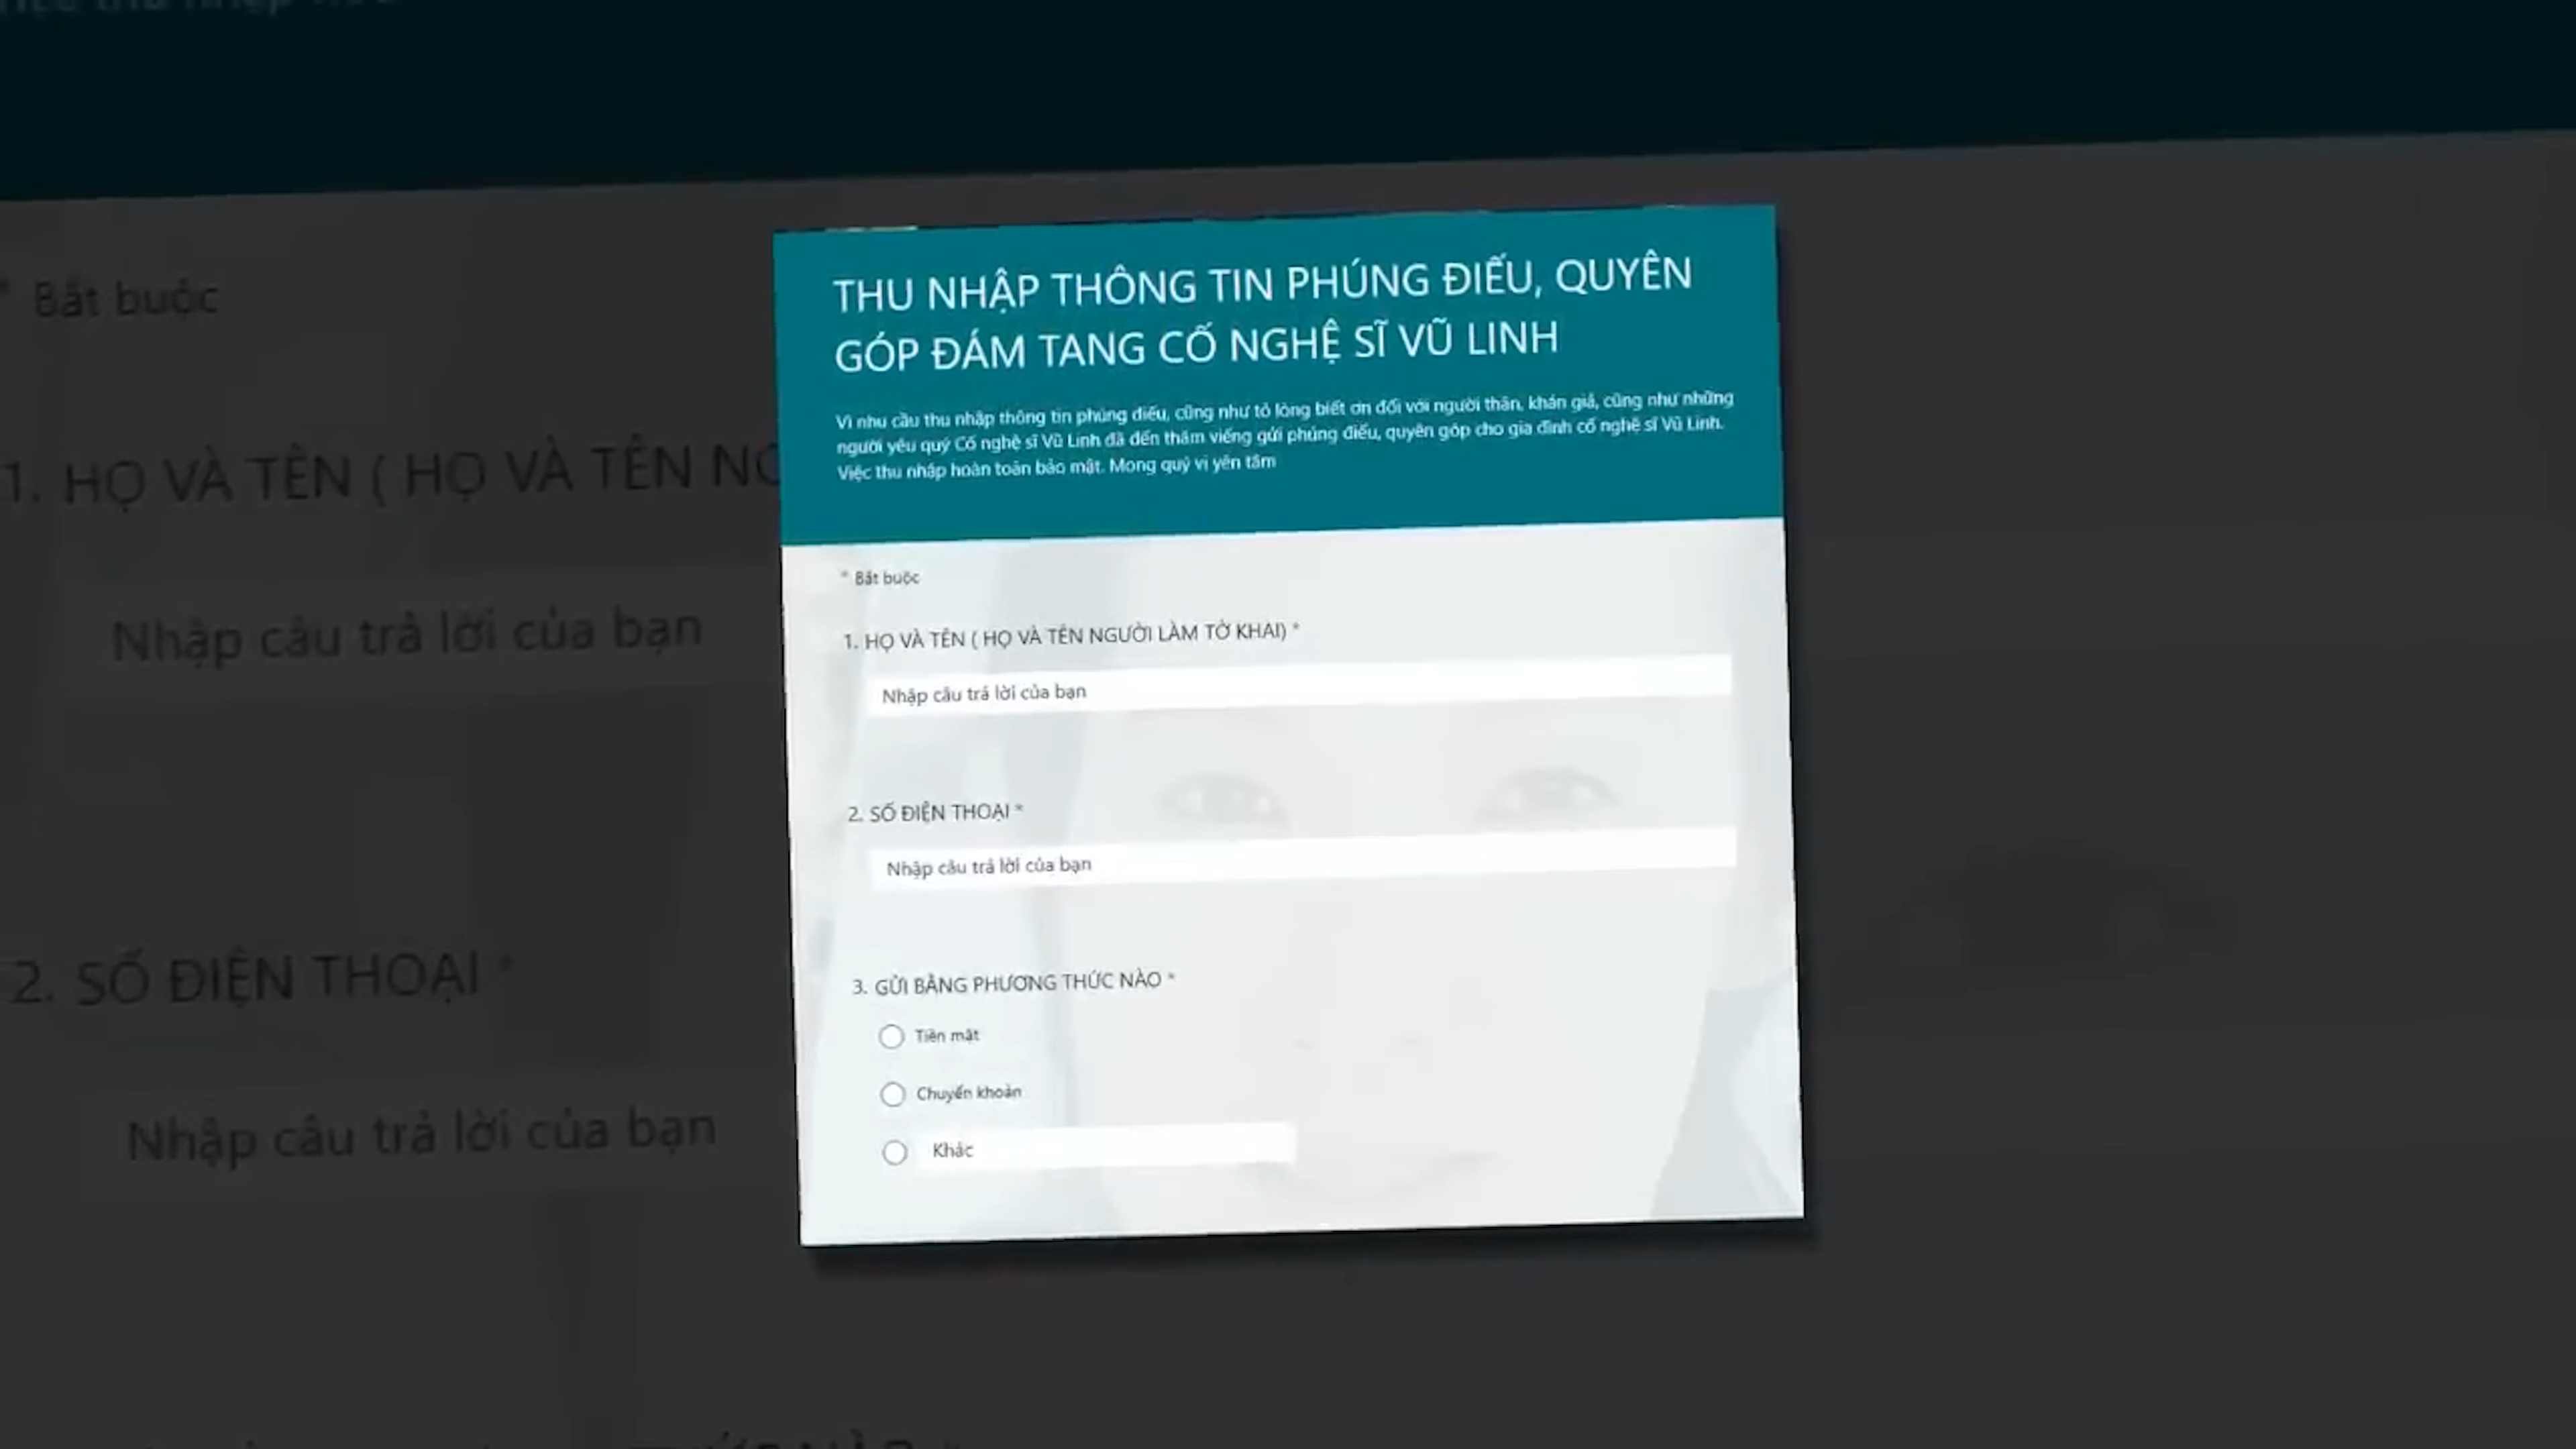 THU NHẬP THÔNG TIN PHÚNG ĐIẾU, QUYÊN
GÓP ĐÁM TANG CỐ NGHỆ SĨ VŨ LINH
Vì nhu cầu thu nhập thông tin phúng điếu, cũng như tỏ lòng biết ơn đối với người thân, khán giả, cũng như những
người yêu quý Cố nghệ sĩ Vũ Linh đã đến thăm viếng gửi phúng điếu, quyên góp cho gia đình cố nghệ sĩ Vũ Linh.
Việc thu nhập hoàn toàn bảo mật. Mong quý vị yên tâm
* Bắt buộc
1. HỌ VÀ TÊN ( HỌ VÀ TÊN NGƯỜI LÀM TỜ KHAI) *
Nhập câu trả lời của bạn
2. SỐ ĐIỆN THOẠI *
Nhập câu trả lời của bạn
3. GỬI BẰNG PHƯƠNG THỨC NÀO *
Tiền mặt
Chuyển khoản
Khác
* Bắt buộc
1. HỌ VÀ TÊN ( HỌ VÀ TÊN
Nhập câu trả lời của bạn
2. SỐ ĐIỆN THOẠI *
Nhập câu trả lời của bạn